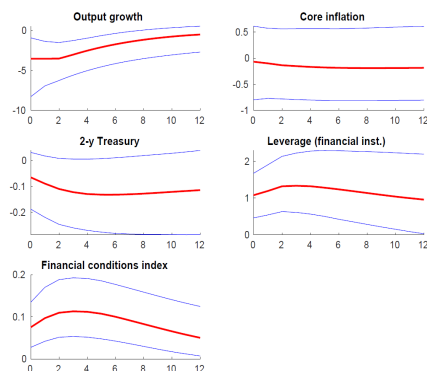 Output growth
0
-5
-10
0 2 4 6 8 10 12
Core inflation
0.5
0
-0.5
-1
0 2 4 6 8 10 12
2-y Treasury
0
-0.1
-0.2
0 2 4 6 8 10 12
Leverage (financial inst.)
2
1
0
0 2 4 6 8 10 12
Financial conditions index
0.2
0.1
0
0 2 4 6 8 10 12